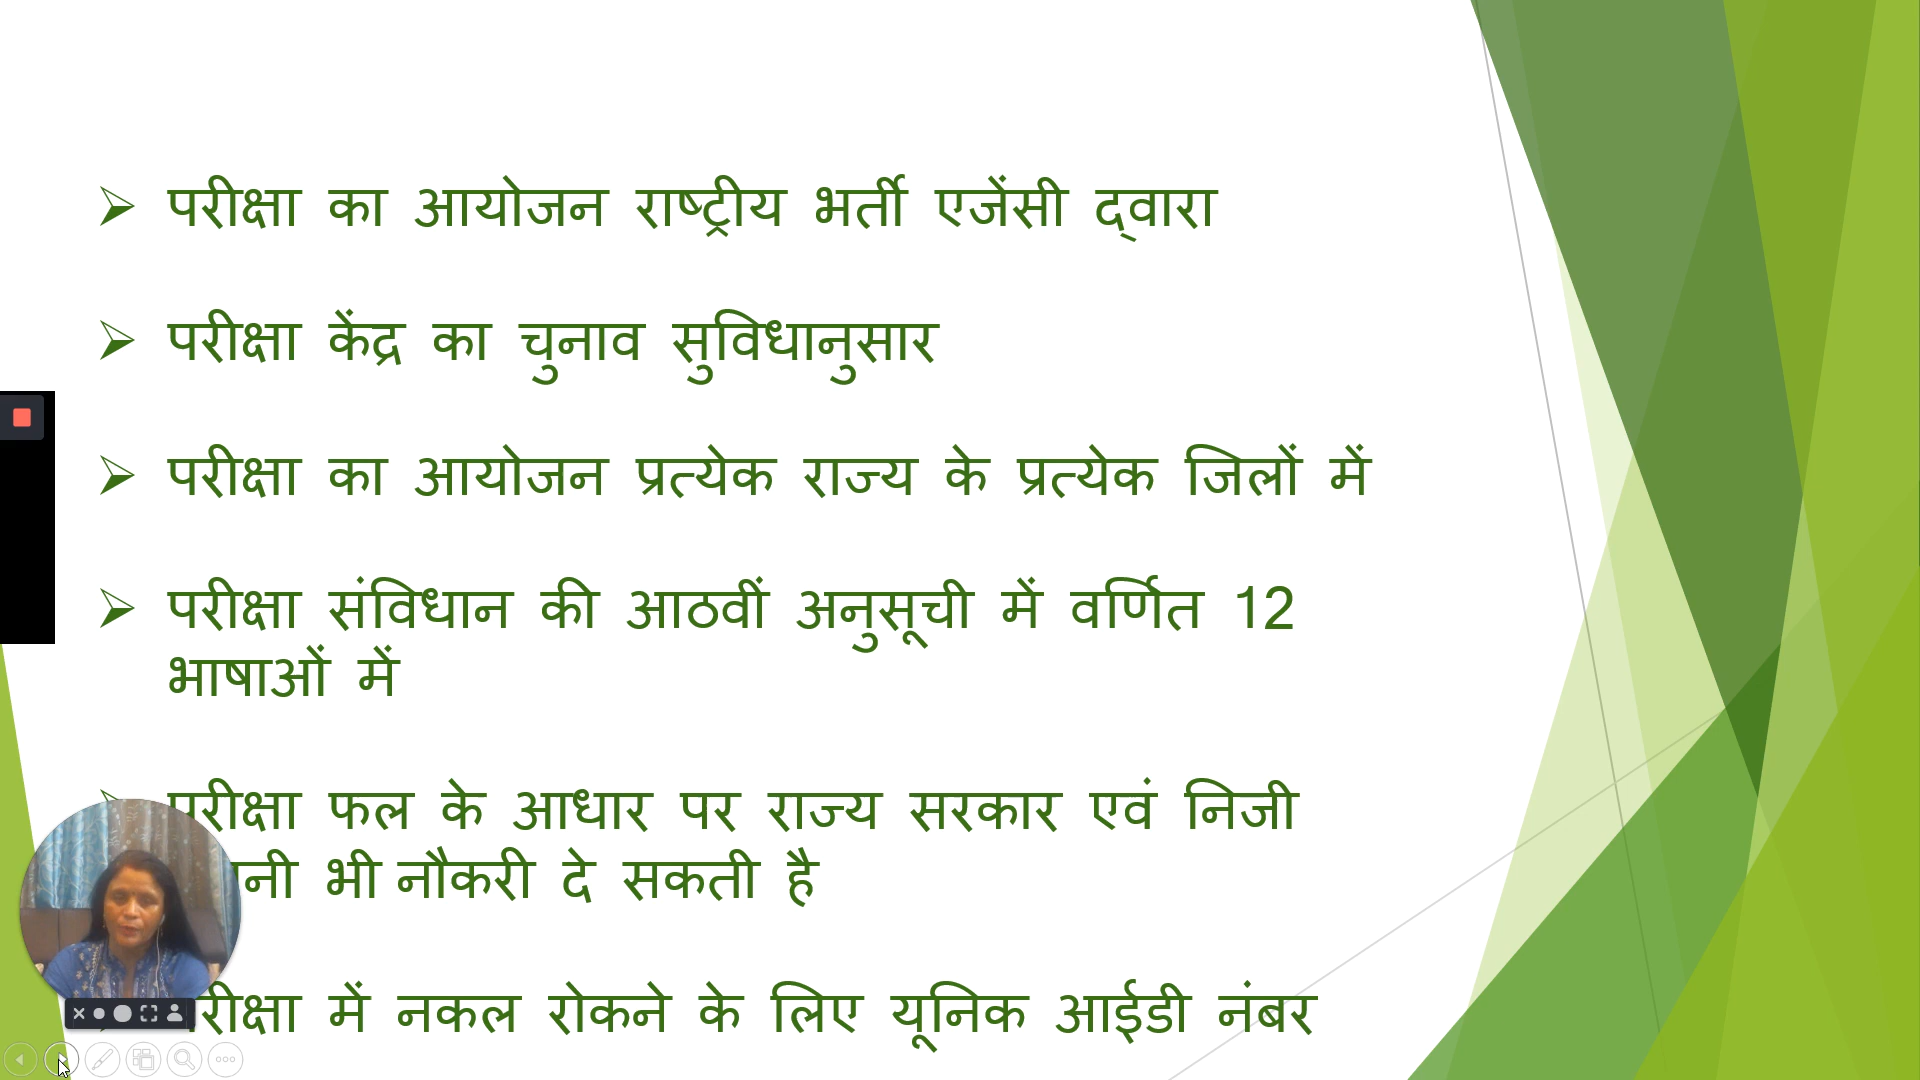 परीक्षा का आयोजन राष्ट्रीय भर्ती एजेंसी द्वारा
परीक्षा केंद्र का चुनाव सुविधानुसार
परीक्षा का आयोजन प्रत्येक राज्य के प्रत्येक जिलों में
परीक्षा संविधान की आठवीं अनुसूची में वर्णित 12
भाषाओं में
परीक्षा फल के आधार पर राज्य सरकार एवं निजी
भी नौकरी दे सकती है
परीक्षा में नकल रोकने के लिए यूनिक आईडी नंबर